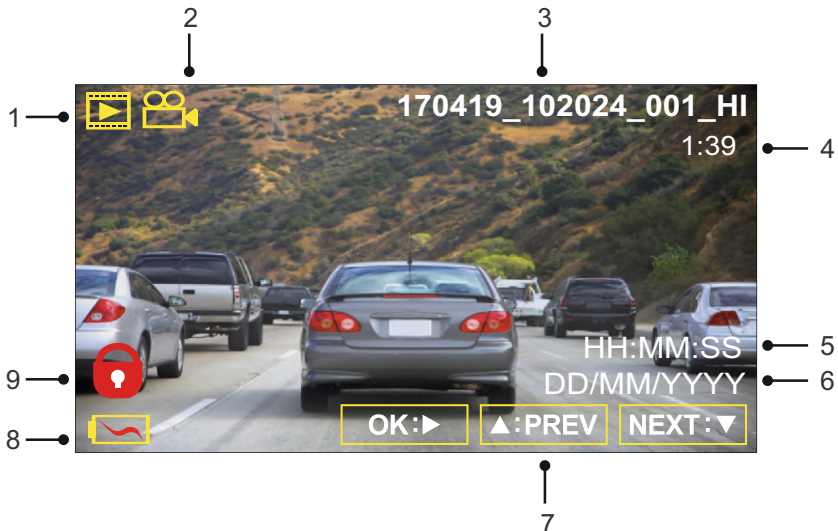 2
3
1
170419_102024_001_HI
1:39
4
HH:MM:SS
5
9
DD/MM/YYYY
6
8
OK:▶
▲:PREV
NEXT:▼
7